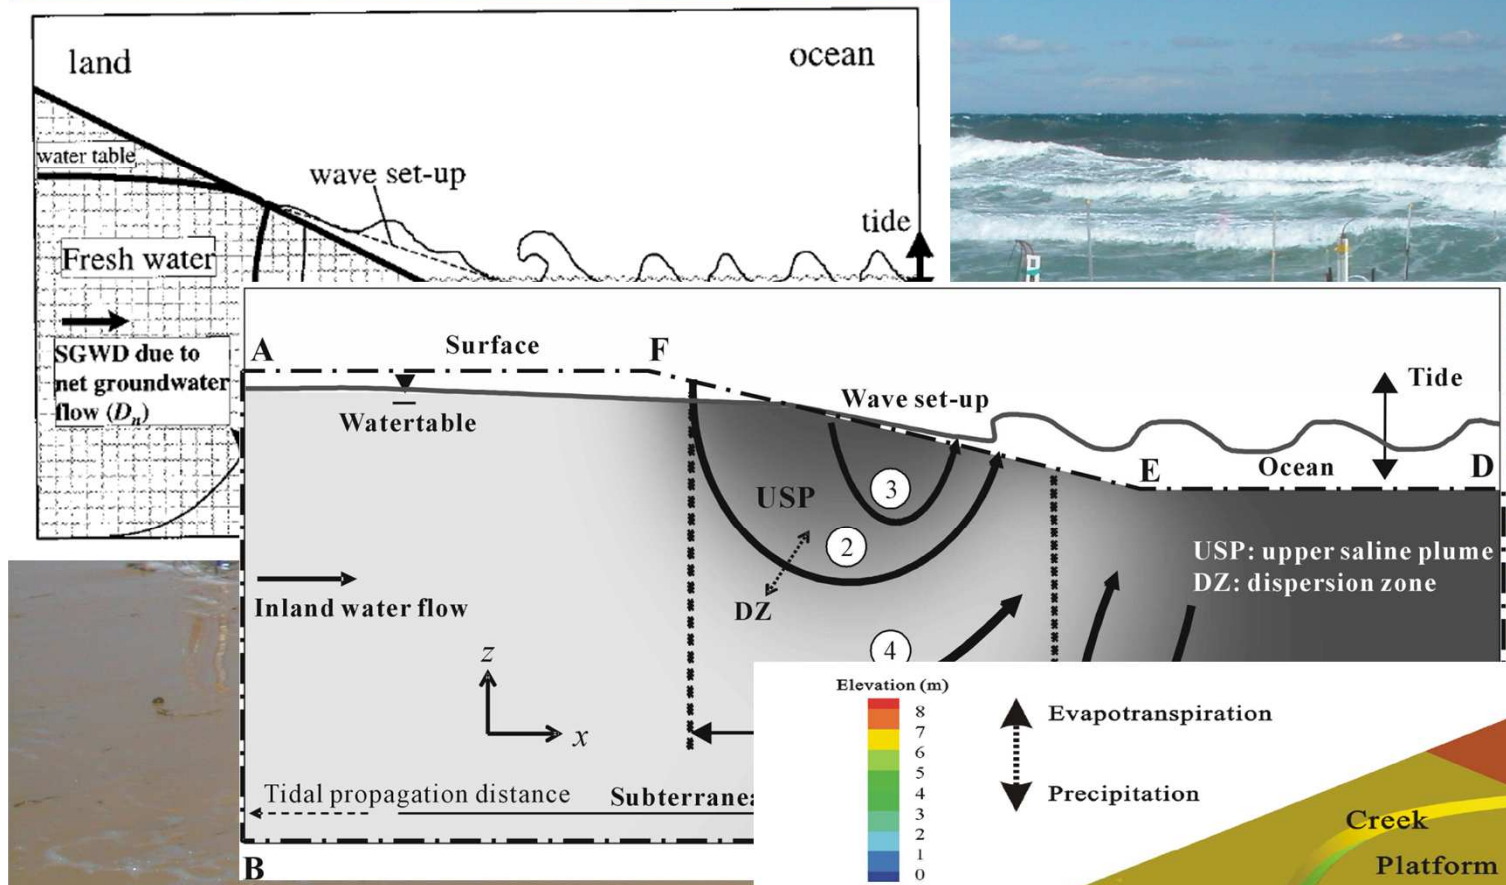 land
ocean
water table
wave set-up
tide
Fresh water
SGWD due to
net groundwater
flow (Dn)
A
Surface
F
Wave set-up
Tide
Watertable
E
Ocean
D
3
USP
2
USP: upper saline plume
DZ: dispersion zone
DZ
Inland water flow
4
z
x
Tidal propagation distance
Subterranea
B
Elevation (m)
8
7
6
5
4
3
2
1
0
Evapotranspiration
Precipitation
Creek
Platform